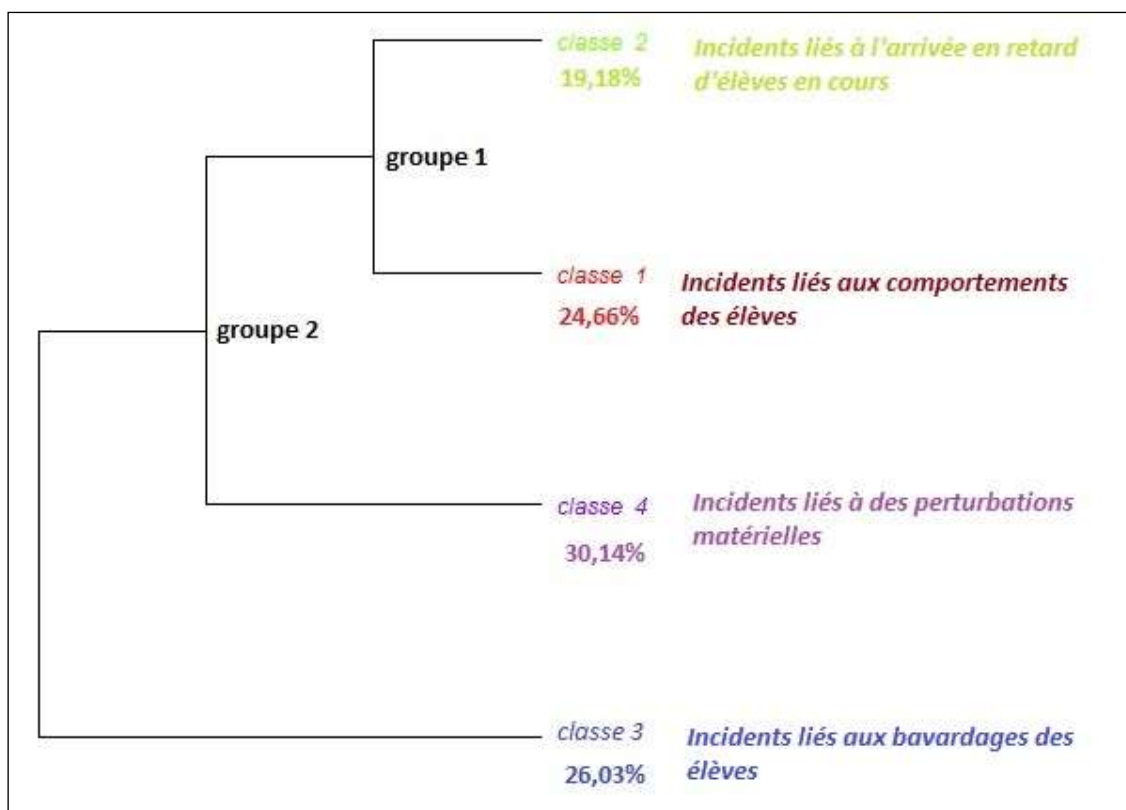 classe 2
19,18%
Incidents liés à l'arrivée en retard
d'élèves en cours
groupe 1
classe 1
24,66%
Incidents liés aux comportements
des élèves
groupe 2
classe 4
30,14%
Incidents liés à des perturbations
matérielles
classe 3
26,03%
Incidents liés aux bavardages des
élèves